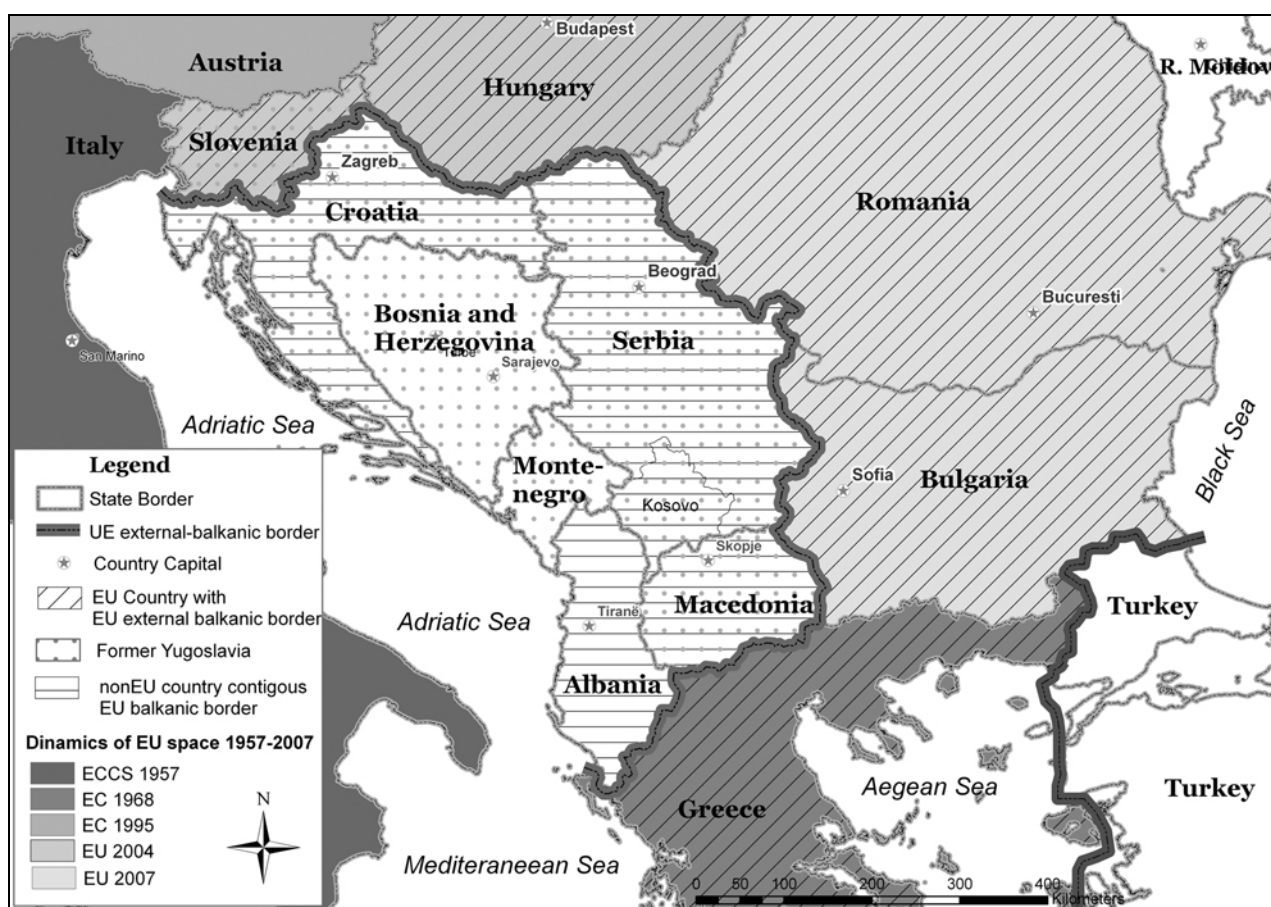 Budapest
Austria
R. Moldov
Hungary
Slovenia
Italy
Zagreb
Romania
Croatia
Beograd
Bucuresti
Bosnia and
Herzegovina
Serbia
San Marino
Sarajevo
Adriatic Sea
Black Sea
Monte-
negro
Sofia
Bulgaria
Kosovo
Skopje
Macedonia
Turkey
Tiranë
Adriatic Sea
Albania
Aegean Sea
Turkey
Greece
Mediteraneean Sea
Legend
State Border
UE external-balkanic border
Country Capital
EU Country with
EU external balkanic border
Former Yugoslavia
nonEU country contigous
EU balkanic border
Dinamics of EU space 1957-2007
ECCS 1957
EC 1968
EC 1995
EU 2004
EU 2007
N
0 50 100 200 300 400
Kilometers